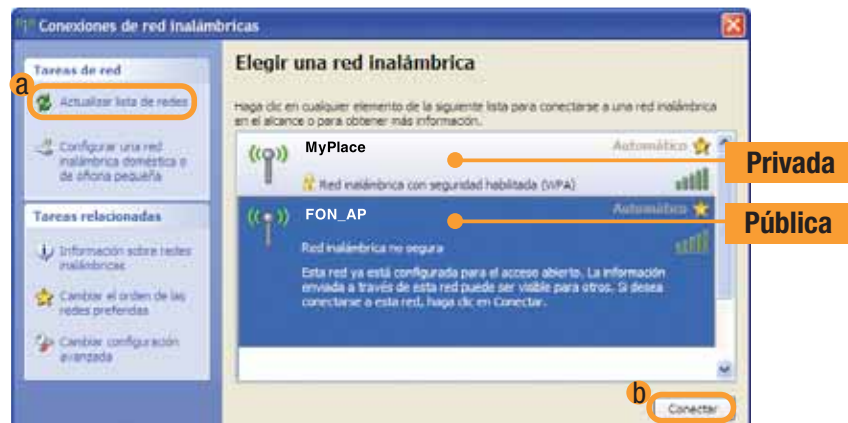 Conexiones de red inalámbricas
Tareas de red
a
Actualizar lista de redes
Configurar una red
inalámbrica doméstica o
de oficina pequeña
Tareas relacionadas
Información sobre redes
inalámbricas
Cambiar el orden de las
redes preferidas
Cambiar configuración
avanzada
Elegir una red inalámbrica
Haga clic en cualquier elemento de la siguiente lista para conectarse a una red inalámbrica
en el alcance o para obtener más información.
MyPlace
Automático
Red inalámbrica con seguridad habilitada (WPA)
Privada
FON_AP
Automático
Pública
Red inalámbrica no segura
Esta red ya está configurada para el acceso abierto. La información
enviada a través de esta red puede ser visible para otros. Si desea
conectarse a esta red, haga clic en Conectar.
b
Conectar